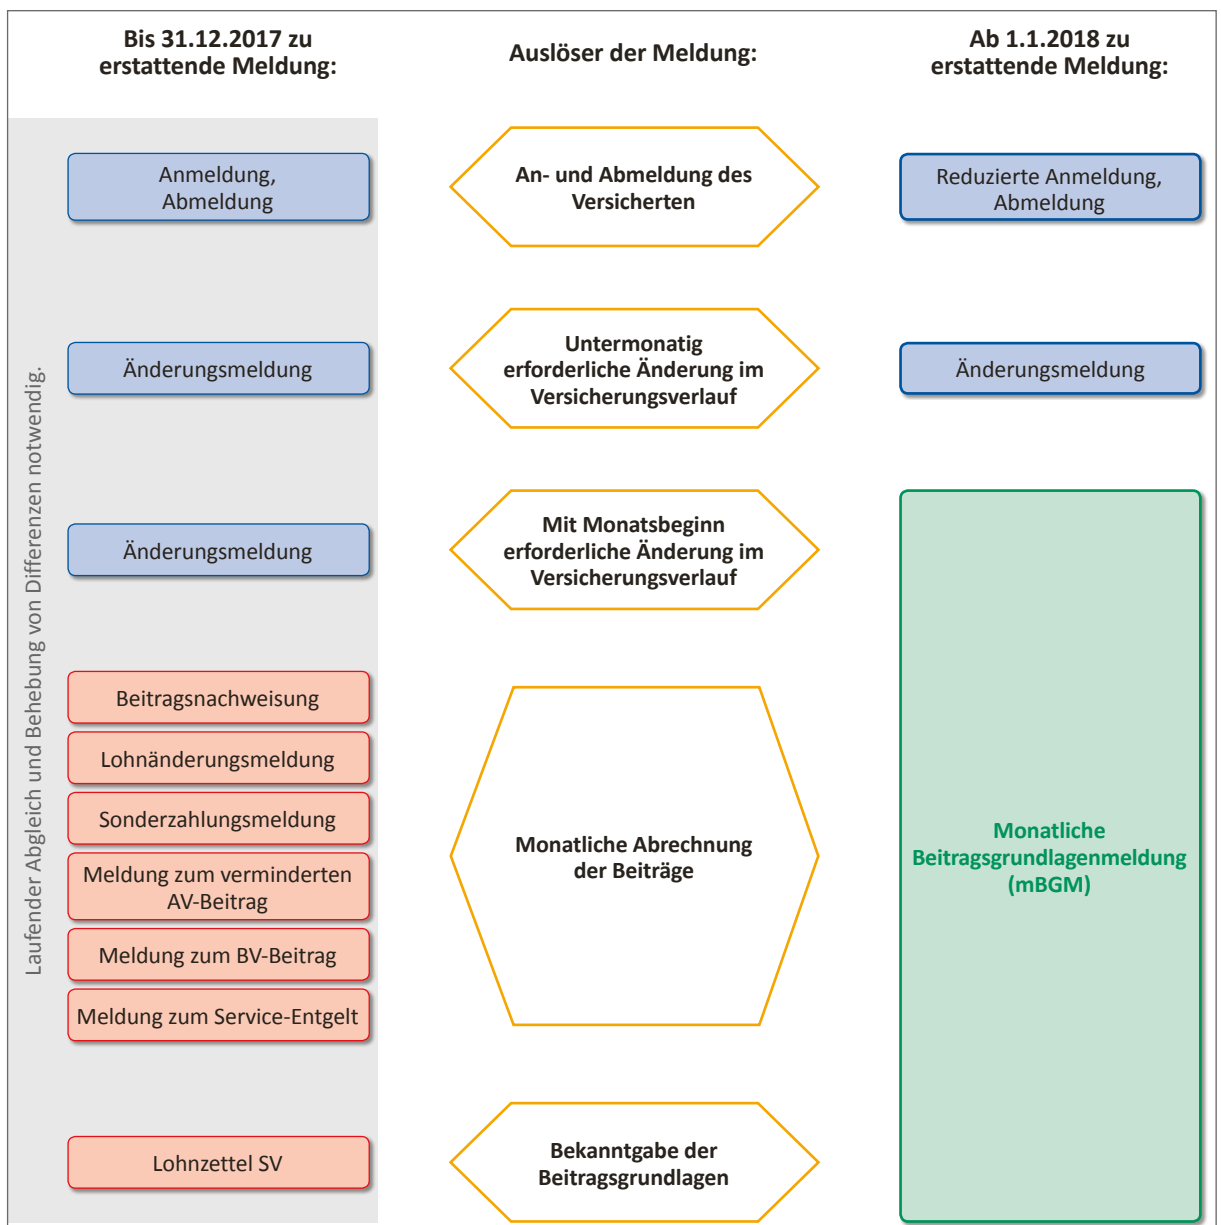 Bis 31.12.2017 zu
erstattende Meldung:
Auslöser der Meldung:
Ab 1.1.2018 zu
erstattende Meldung:
Laufender Abgleich und Behebung von Differenzen notwendig.
Anmeldung,
Abmeldung
An- und Abmeldung des
Versicherten
Reduzierte Anmeldung,
Abmeldung
Änderungsmeldung
Untermonatig
erforderliche Änderung im
Versicherungsverlauf
Änderungsmeldung
Änderungsmeldung
Mit Monatsbeginn
erforderliche Änderung im
Versicherungsverlauf
Beitragsnachweisung
Lohnänderungsmeldung
Sonderzahlungsmeldung
Meldung zum verminderten
AV-Beitrag
Meldung zum BV-Beitrag
Meldung zum Service-Entgelt
Monatliche Abrechnung
der Beiträge
Monatliche
Beitragsgrundlagenmeldung
(mBGM)
Lohnzettel SV
Bekanntgabe der
Beitragsgrundlagen